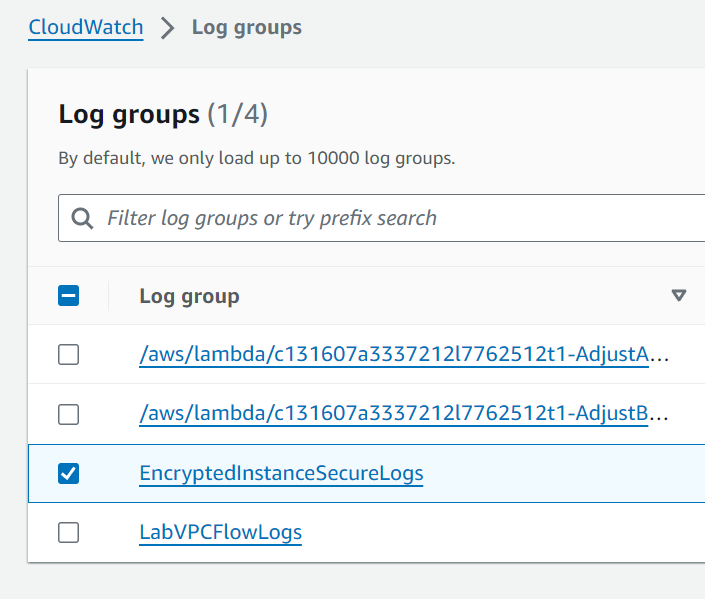 CloudWatch > Log groups
Log groups (1/4)
By default, we only load up to 10000 log groups.
Filter log groups or try prefix search
Log group
/aws/lambda/c131607a3337212l7762512t1-AdjustA...
/aws/lambda/c131607a3337212l7762512t1-AdjustB...
EncryptedInstanceSecureLogs
LabVPCFlowLogs